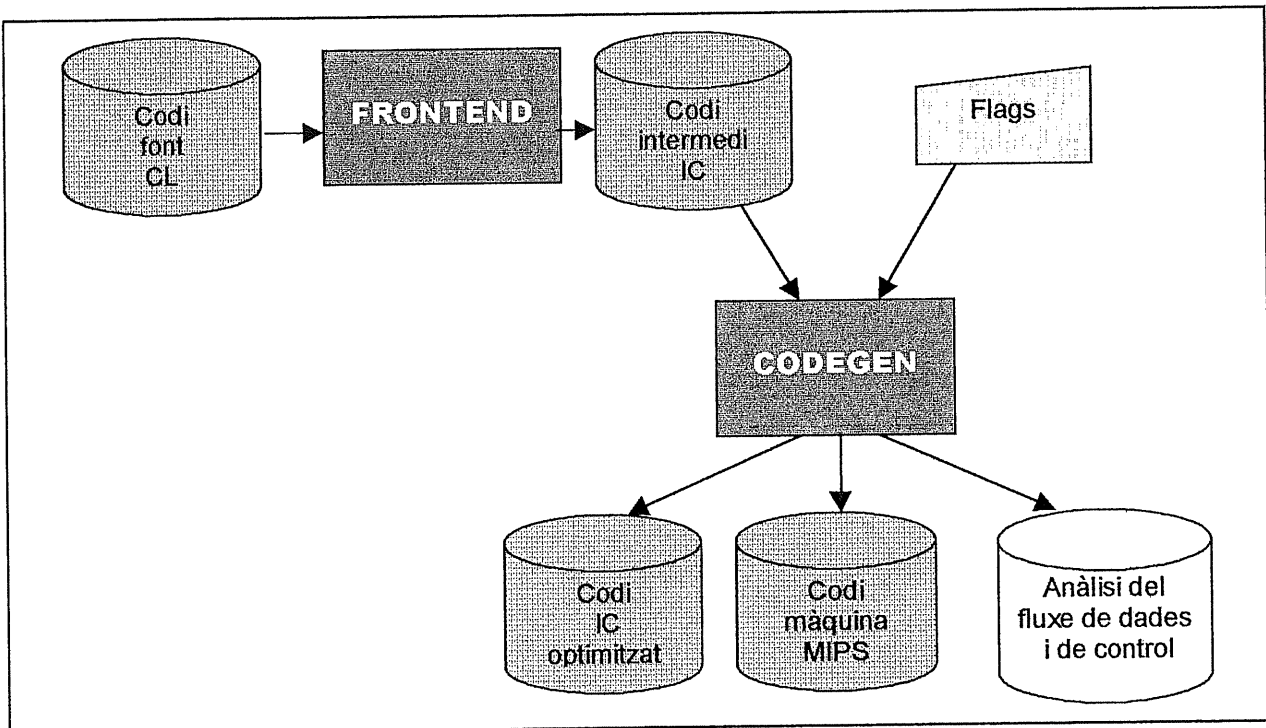 Codi
font
CL
FRONTEND
Codi
intermedi
IC
Flags
CODEGEN
Codi
IC
optimitzat
Codi
màquina
MIPS
Anàlisi del
fluxe de dades
i de control